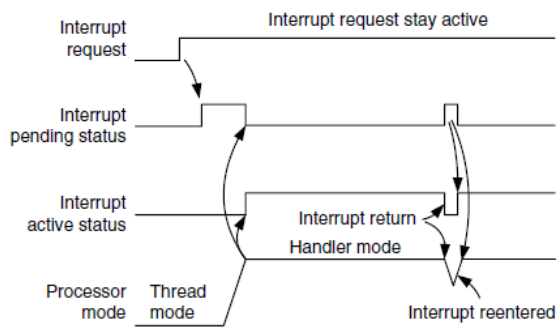 Interrupt request stay active
Interrupt
request
Interrupt
pending status
Interrupt
active status
Interrupt return
Handler mode
Processor
mode
Thread
mode
Interrupt reentered